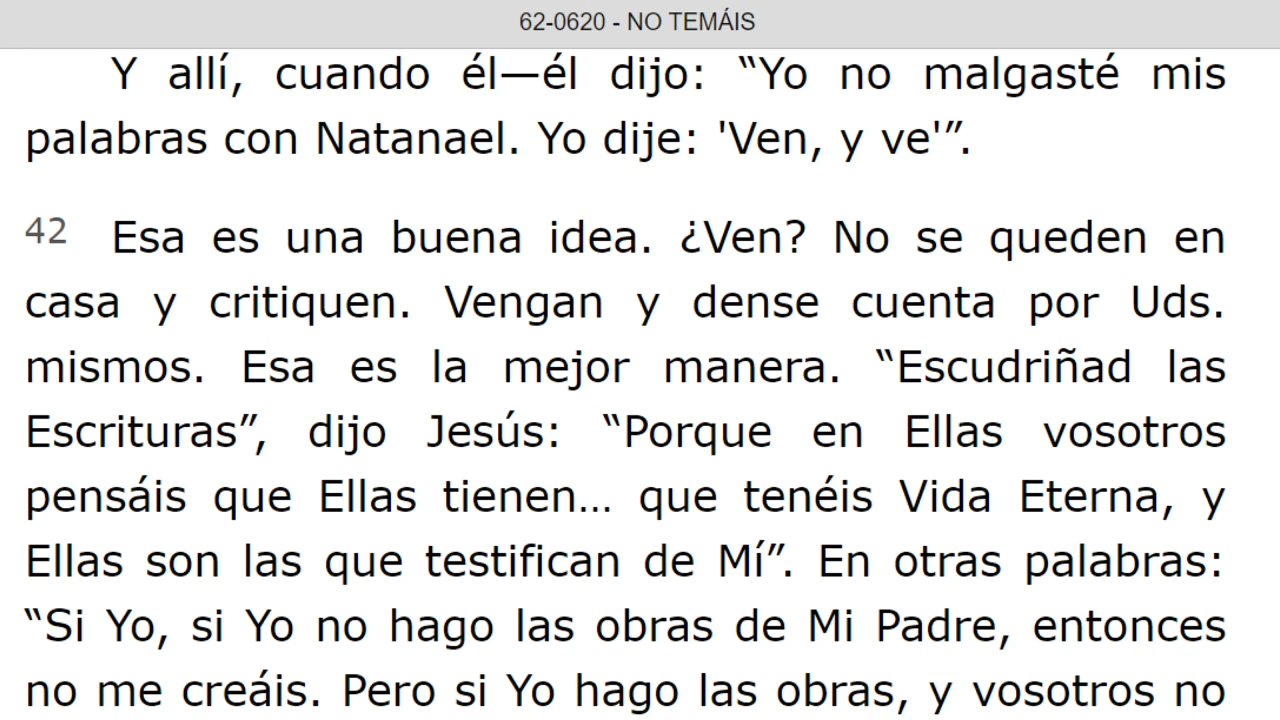 62-0620 - NO TEMÁIS
Y allí, cuando él—él dijo: “Yo no malgasté mis
palabras con Natanael. Yo dije: 'Ven, y ve'”.
42 Esa es una buena idea. ¿Ven? No se queden en
casa y critiquen. Vengan y dense cuenta por Uds.
mismos. Esa es la mejor manera. “Escudriñad las
Escrituras”, dijo Jesús: “Porque en Ellas vosotros
pensáis que Ellas tienen… que tenéis Vida Eterna, y
Ellas son las que testifican de Mí”. En otras palabras:
“Si Yo, si Yo no hago las obras de Mi Padre, entonces
no me creáis. Pero si Yo hago las obras, y vosotros no